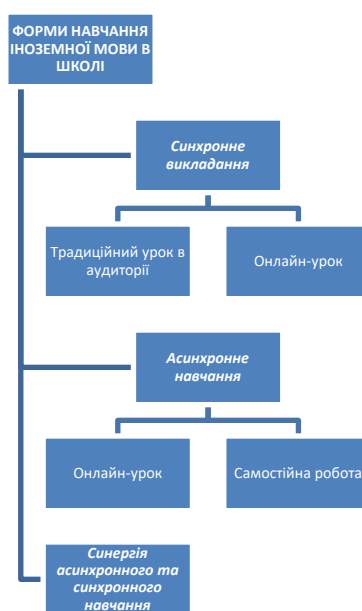 ФОРМИ НАВЧАННЯ
ІНОЗЕМНОЇ МОВИ В
ШКОЛІ
Синхронне
викладання
Традиційний урок в
аудиторії
Онлайн-урок
Асинхронне
навчання
Онлайн-урок
Самостійна робота
Синергія
асинхронного та
синхронного
навчання